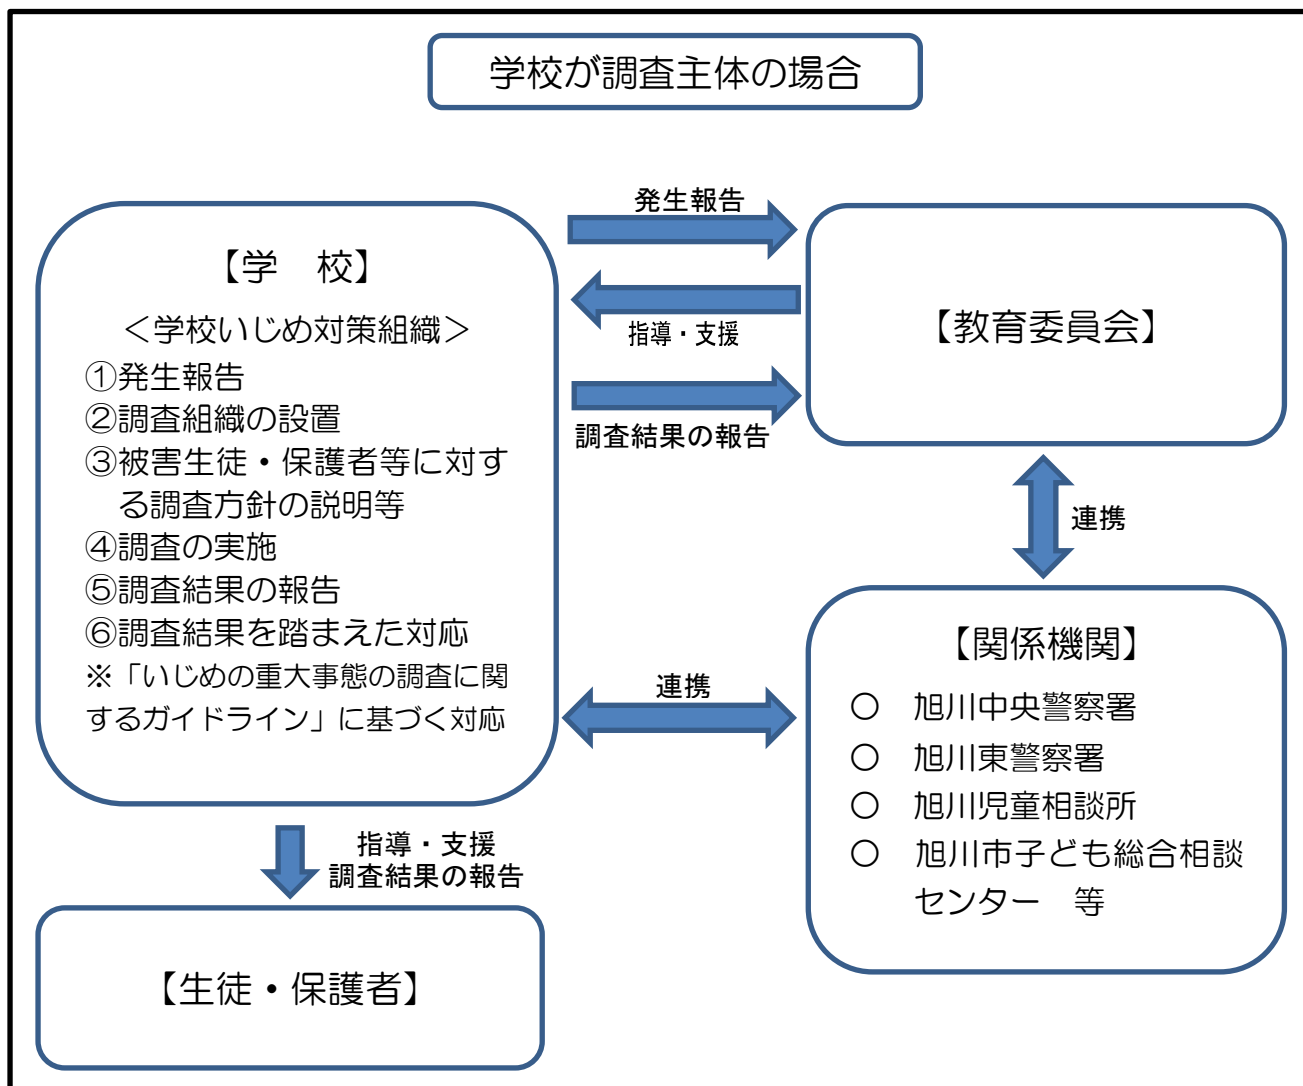 学校が調査主体の場合
【学　校】
＜学校いじめ対策組織＞
①発生報告
②調査組織の設置
③被害生徒・保護者等に対す
る調査方針の説明等
④調査の実施
⑤調査結果の報告
⑥調査結果を踏まえた対応
※「いじめの重大事態の調査に関
するガイドライン」に基づく対応
発生報告
指導・支援
調査結果の報告
【教育委員会】
連携
連携
【関係機関】
○　旭川中央警察署
○　旭川東警察署
○　旭川児童相談所
○　旭川市子ども総合相談
センター　等
指導・支援
調査結果の報告
【生徒・保護者】